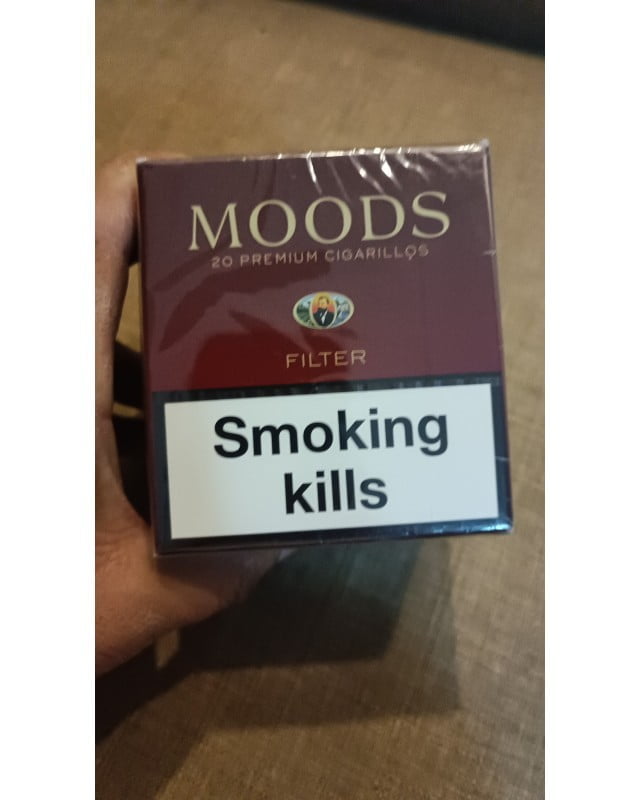 MOODS
20 PREMIUM CIGARILLOS
FILTER
Smoking
kills